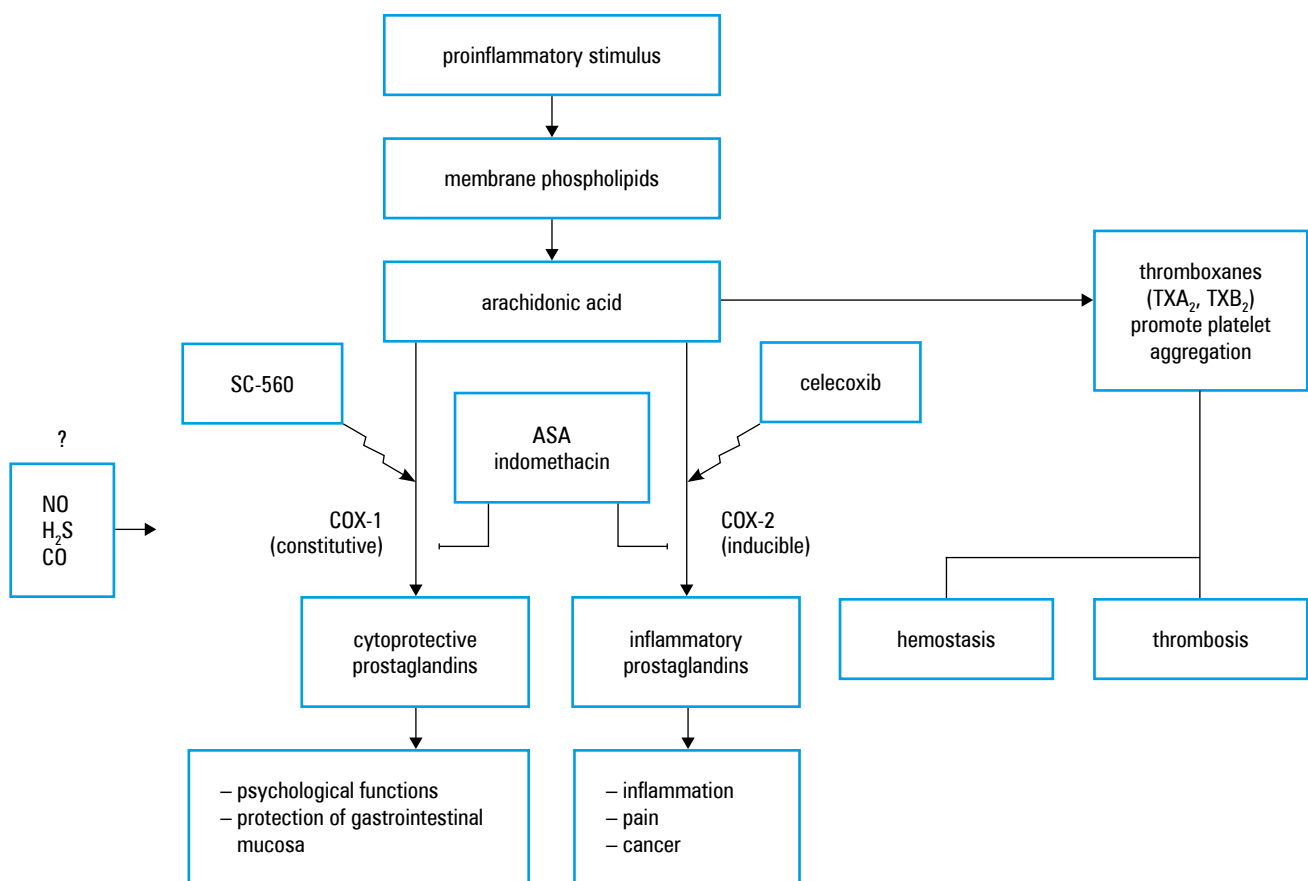 proinflammatory stimulus
membrane phospholipids
arachidonic acid
thromboxanes
(TXA₂, TXB₂)
promote platelet
aggregation
SC-560
celecoxib
ASA
indomethacin
?
NO
H₂S
CO
COX-1
(constitutive)
COX-2
(inducible)
cytoprotective
prostaglandins
inflammatory
prostaglandins
hemostasis
thrombosis
– psychological functions
– protection of gastrointestinal
mucosa
– inflammation
– pain
– cancer